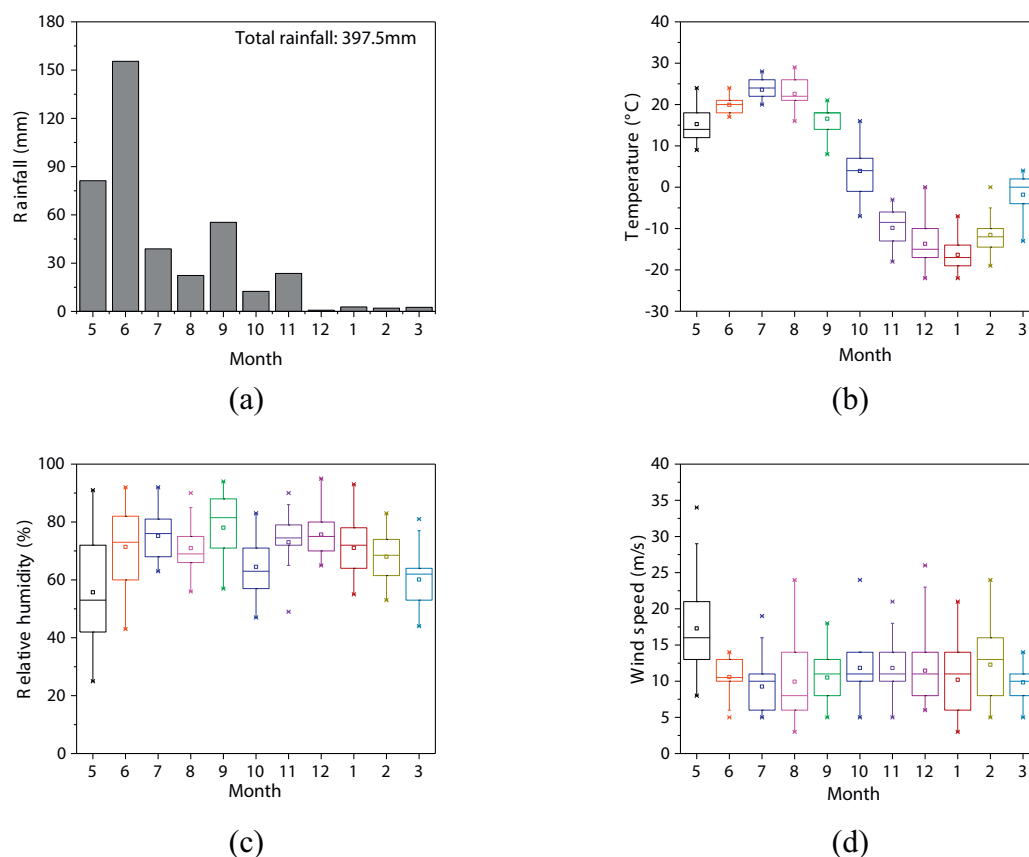 180
150
120
90
60
30
0
Rainfall (mm)
Total rainfall: 397.5mm
5 6 7 8 9 10 11 12 1 2 3
Month
(a)
40
30
20
10
0
-10
-20
-30
Temperature (°C)
5 6 7 8 9 10 11 12 1 2 3
Month
(b)
100
80
60
40
20
0
Relative humidity (%)
5 6 7 8 9 10 11 12 1 2 3
Month
(c)
40
35
30
25
20
15
10
5
0
Wind speed (m/s)
5 6 7 8 9 10 11 12 1 2 3
Month
(d)